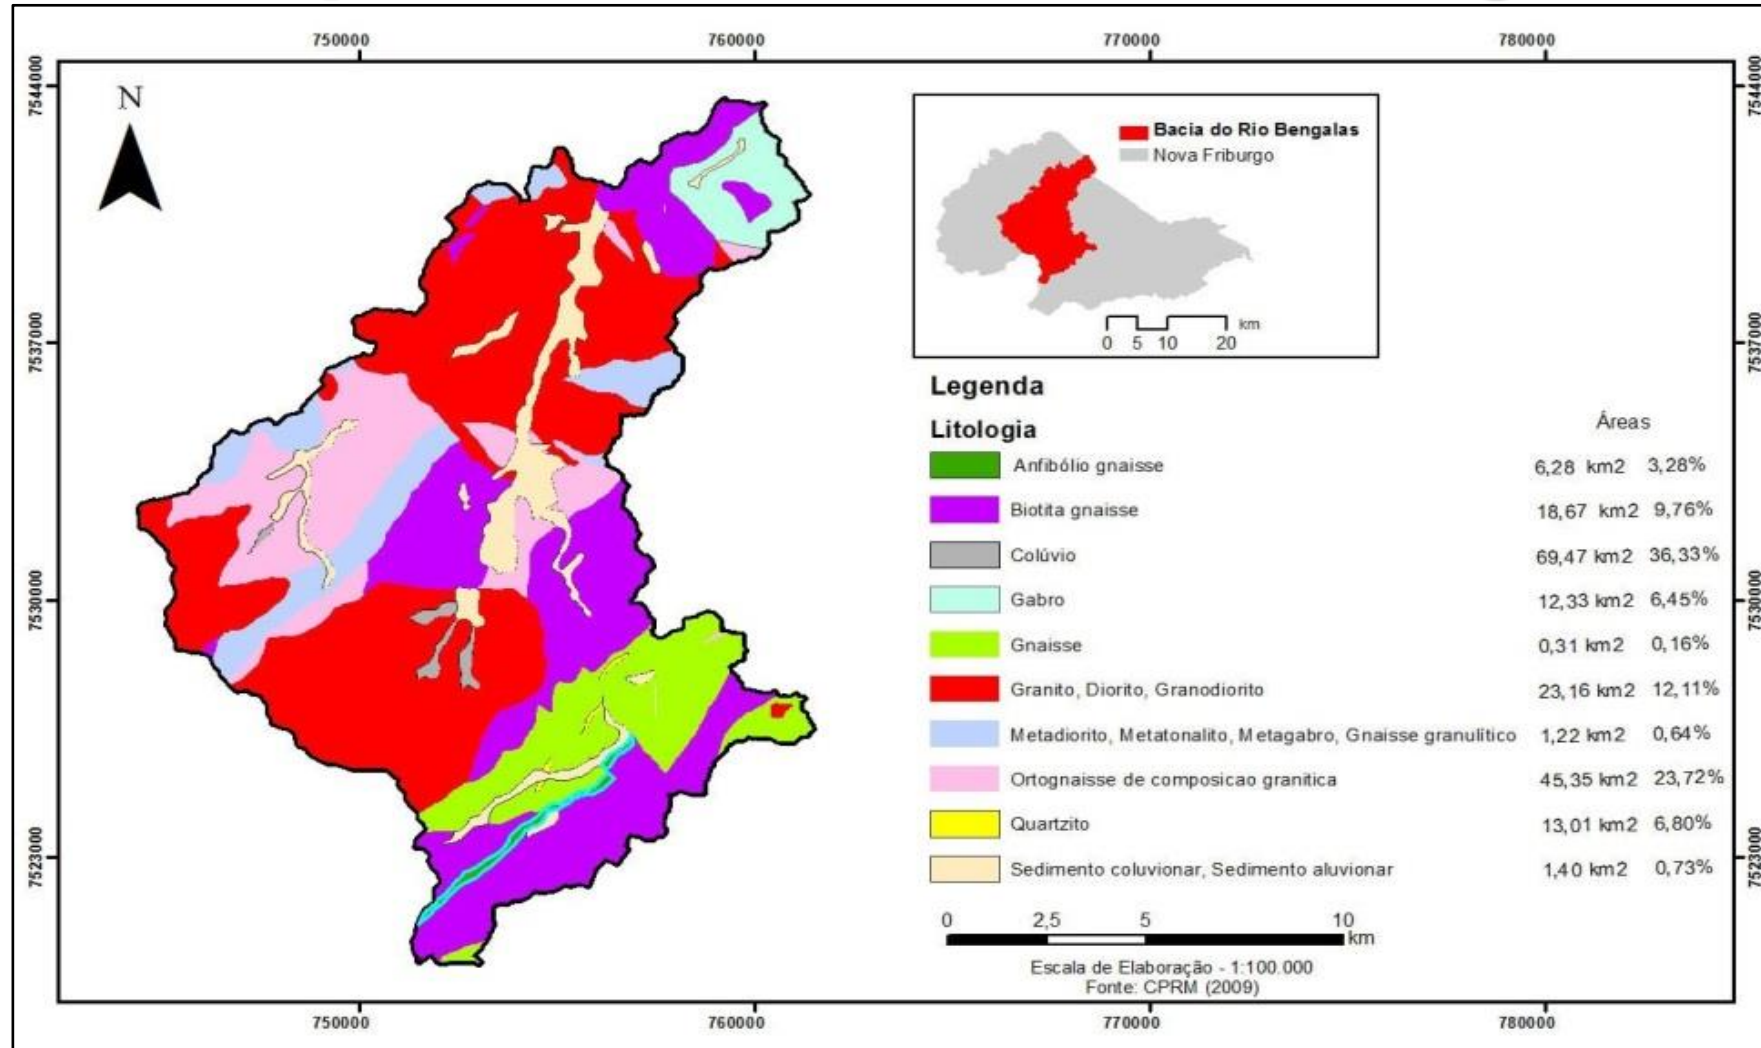 750000 760000 770000 780000
7544000 7544000
N
Bacia do Rio Bengalas
Nova Friburgo
km
0 5 10 20
7537000 7537000
Legenda
Áreas
Litologia
Anfibólio gnaisse 6,28 km2 3,28%
Biotita gnaisse 18,67 km2 9,76%
Colúvio 69,47 km2 36,33%
Gabro 12,33 km2 6,45%
7530000 7530000
Gnaisse 0,31 km2 0,16%
Granito, Diorito, Granodiorito 23,16 km2 12,11%
Metadiorito, Metatonalito, Metagabro, Gnaisse granulítico 1,22 km2 0,64%
Ortognaisse de composicao granitica 45,35 km2 23,72%
Quartzito 13,01 km2 6,80%
7523000 7523000
Sedimento coluvionar, Sedimento aluvionar 1,40 km2 0,73%
0 2,5 5 10
km
Escala de Elaboração - 1:100.000
Fonte: CPRM (2009)
750000 760000 770000 780000